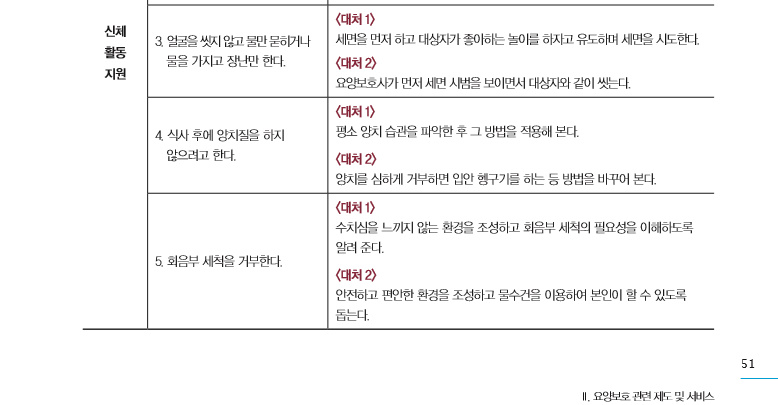 신체
활동
지원
3. 얼굴을 씻지 않고 물만 묻히거나
물을 가지고 장난만 한다.
〈대처 1〉
세면을 먼저 하고 대상자가 좋아하는 놀이를 하자고 유도하며 세면을 시도한다.
〈대처 2〉
요양보호사가 먼저 세면 시범을 보이면서 대상자와 같이 씻는다.
4. 식사 후에 양치질을 하지
않으려고 한다.
〈대처 1〉
평소 양치 습관을 파악한 후 그 방법을 적용해 본다.
〈대처 2〉
양치를 심하게 거부하면 입안 헹구기를 하는 등 방법을 바꾸어 본다.
5. 회음부 세척을 거부한다.
〈대처 1〉
수치심을 느끼지 않는 환경을 조성하고 회음부 세척의 필요성을 이해하도록
알려 준다.
〈대처 2〉
안전하고 편안한 환경을 조성하고 물수건을 이용하여 본인이 할 수 있도록
돕는다.
51
Ⅱ. 요양보호 관련 제도 및 서비스